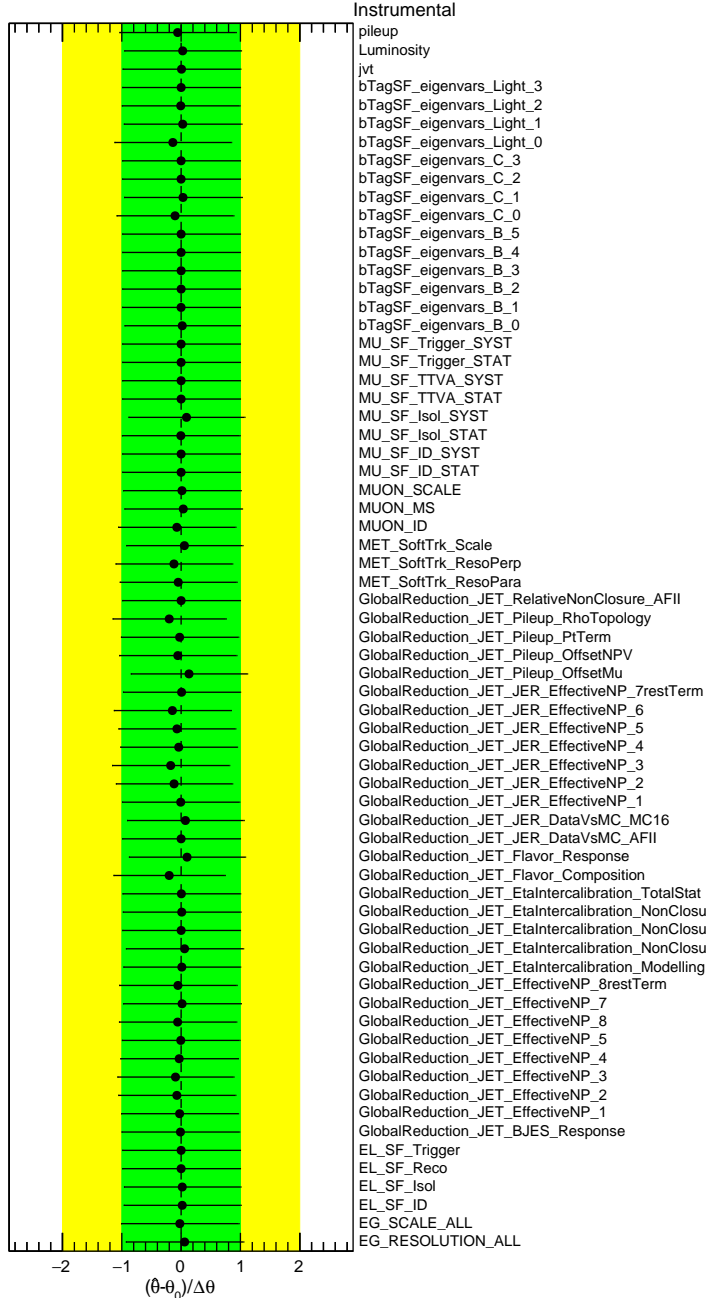 Instrumental
pileup
Luminosity
jvt
bTagSF_eigenvars_Light_3
bTagSF_eigenvars_Light_2
bTagSF_eigenvars_Light_1
bTagSF_eigenvars_Light_0
bTagSF_eigenvars_C_3
bTagSF_eigenvars_C_2
bTagSF_eigenvars_C_1
bTagSF_eigenvars_C_0
bTagSF_eigenvars_B_5
bTagSF_eigenvars_B_4
bTagSF_eigenvars_B_3
bTagSF_eigenvars_B_2
bTagSF_eigenvars_B_1
bTagSF_eigenvars_B_0
MU_SF_Trigger_SYST
MU_SF_Trigger_STAT
MU_SF_TTVA_SYST
MU_SF_TTVA_STAT
MU_SF_Isol_SYST
MU_SF_Isol_STAT
MU_SF_ID_SYST
MU_SF_ID_STAT
MUON_SCALE
MUON_MS
MUON_ID
MET_SoftTrk_Scale
MET_SoftTrk_ResoPerp
MET_SoftTrk_ResoPara
GlobalReduction_JET_RelativeNonClosure_AFII
GlobalReduction_JET_Pileup_RhoTopology
GlobalReduction_JET_Pileup_PtTerm
GlobalReduction_JET_Pileup_OffsetNPV
GlobalReduction_JET_Pileup_OffsetMu
GlobalReduction_JET_JER_EffectiveNP_7restTerm
GlobalReduction_JET_JER_EffectiveNP_6
GlobalReduction_JET_JER_EffectiveNP_5
GlobalReduction_JET_JER_EffectiveNP_4
GlobalReduction_JET_JER_EffectiveNP_3
GlobalReduction_JET_JER_EffectiveNP_2
GlobalReduction_JET_JER_EffectiveNP_1
GlobalReduction_JET_JER_DataVsMC_MC16
GlobalReduction_JET_JER_DataVsMC_AFII
GlobalReduction_JET_Flavor_Response
GlobalReduction_JET_Flavor_Composition
GlobalReduction_JET_EtaIntercalibration_TotalStat
GlobalReduction_JET_EtaIntercalibration_NonClosu
GlobalReduction_JET_EtaIntercalibration_NonClosu
GlobalReduction_JET_EtaIntercalibration_NonClosu
GlobalReduction_JET_EtaIntercalibration_Modelling
GlobalReduction_JET_EffectiveNP_8restTerm
GlobalReduction_JET_EffectiveNP_7
GlobalReduction_JET_EffectiveNP_8
GlobalReduction_JET_EffectiveNP_5
GlobalReduction_JET_EffectiveNP_4
GlobalReduction_JET_EffectiveNP_3
GlobalReduction_JET_EffectiveNP_2
GlobalReduction_JET_EffectiveNP_1
GlobalReduction_JET_BJES_Response
EL_SF_Trigger
EL_SF_Reco
EL_SF_Isol
EL_SF_ID
EG_SCALE_ALL
EG_RESOLUTION_ALL
−2 −1 0 1 2
(θ̂-θ₀)/Δθ